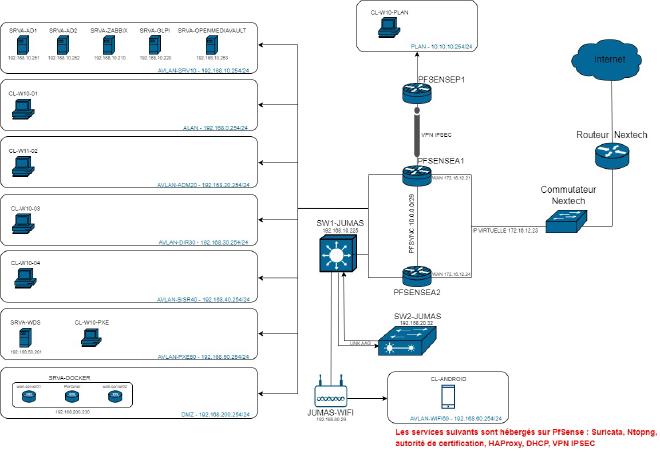 SRVA-AD1 SRVA-AD2 SRVA-ZABBIX SRVA-GLPI SRVA-OPENMEDIAVAULT
192.168.10.251 192.168.10.252 192.168.10.210 192.168.10.220 192.168.10.253
AVLAN-SRV10 - 192.168.10.254/24
CL-W10-01
ALAN - 192.168.0.254/24
CL-W11-02
AVLAN-ADM20 - 192.168.20.254/24
CL-W10-03
AVLAN-DIR30 - 192.168.30.254/24
CL-W10-04
AVLAN-BISR40 - 192.168.40.254/24
SRVA-WDS CL-W10-PXE
192.168.50.201
AVLAN-PXE50 - 192.168.50.254/24
SRVA-DOCKER
Portainer
192.168.200.230
DMZ - 192.168.200.254/24
CL-W10-PLAN
PLAN - 10.10.10.254/24
PFSENSEP1
VPN IPSEC
PFSENSEA1
WAN 172.16.12.21
PFSYNC 10.0.0.0/29
WAN 172.16.12.24
PFSENSEA2
IP VIRTUELLE 172.16.12.23
SW1-JUMAS
192.168.10.225
SW2-JUMAS
192.168.20.32
LINK AAG
JUMAS-WIFI
192.168.60.29
CL-ANDROID
AVLAN-WIFI60 - 192.168.60.254/24
Internet
Routeur Nextech
Commutateur
Nextech
Les services suivants sont hébergés sur PfSense : Suricata, Ntopng,
autorité de certification, HAProxy, DHCP, VPN IPSEC